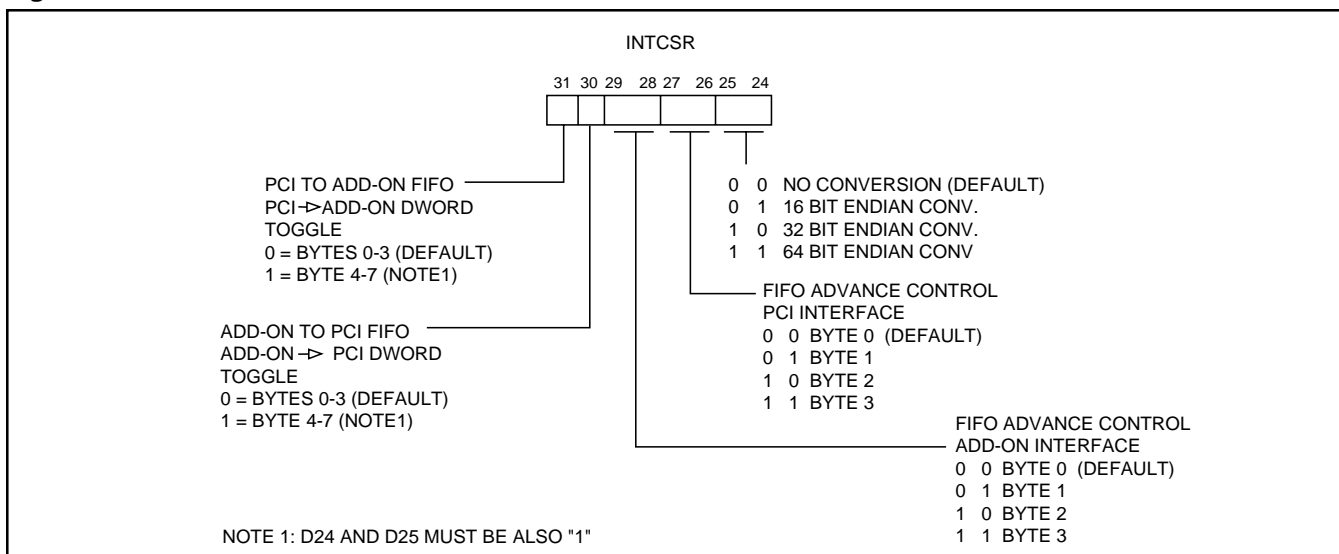 INTCSR
31 30 29 28 27 26 25 24
PCI TO ADD-ON FIFO
PCI ADD-ON DWORD
TOGGLE
0 = BYTES 0-3 (DEFAULT)
1 = BYTE 4-7 (NOTE1)
0 0 NO CONVERSION (DEFAULT)
0 1 16 BIT ENDIAN CONV.
1 0 32 BIT ENDIAN CONV.
1 1 64 BIT ENDIAN CONV
FIFO ADVANCE CONTROL
PCI INTERFACE
0 0 BYTE 0 (DEFAULT)
0 1 BYTE 1
1 0 BYTE 2
1 1 BYTE 3
ADD-ON TO PCI FIFO
ADD-ON PCI DWORD
TOGGLE
0 = BYTES 0-3 (DEFAULT)
1 = BYTE 4-7 (NOTE1)
FIFO ADVANCE CONTROL
ADD-ON INTERFACE
0 0 BYTE 0 (DEFAULT)
0 1 BYTE 1
1 0 BYTE 2
1 1 BYTE 3
NOTE 1: D24 AND D25 MUST BE ALSO "1"